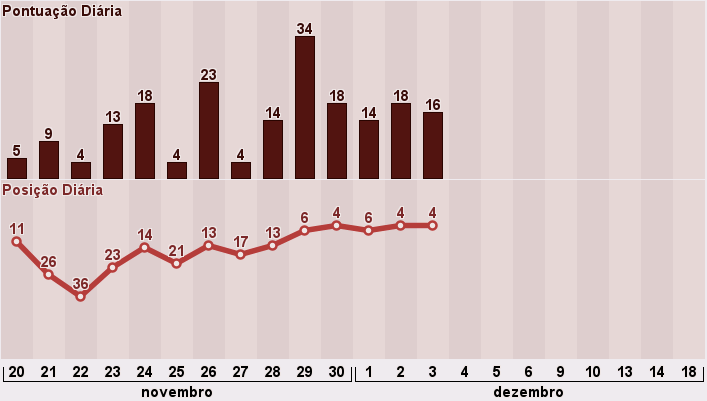 Pontuação Diária
5 9 4 13 18 4 23 4 14 34 18 14 18 16
Posição Diária
11 26 36 23 14 21 13 17 13 6 4 6 4 4
20 21 22 23 24 25 26 27 28 29 30 1 2 3 4 5 6 9 10 13 14 18
novembro dezembro